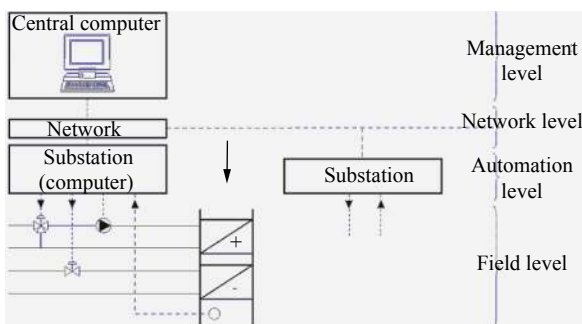 Central computer
Management
level
Network
Network level
Substation
(computer)
Substation
Automation
level
+
-
Field level